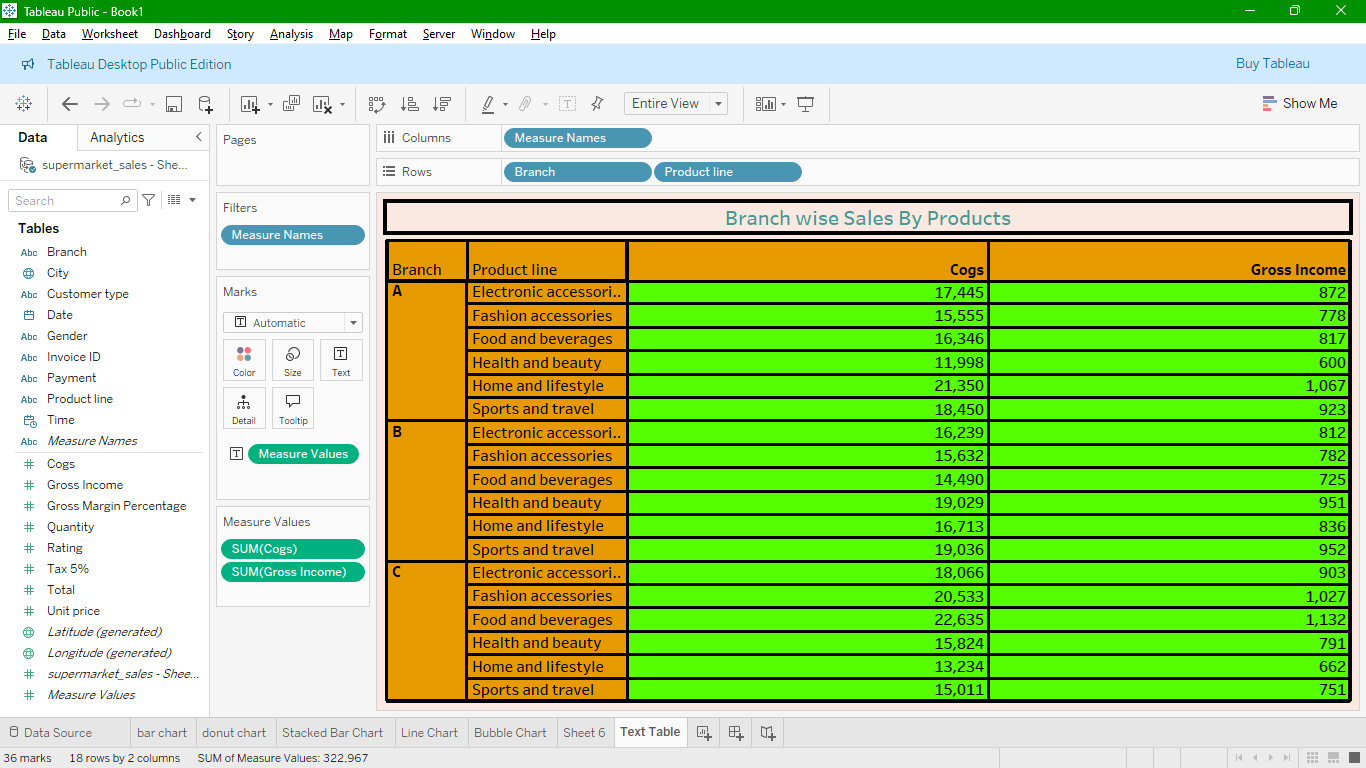 Tableau Public - Book1
File Data Worksheet Dashboard Story Analysis Map Format Server Window Help
Tableau Desktop Public Edition Buy Tableau
Entire View Show Me
Data Analytics
supermarket_sales - She...
Search
Tables
Abc Branch
City
Abc Customer type
Date
Abc Gender
Abc Invoice ID
Abc Payment
Abc Product line
Time
Abc Measure Names
Cogs
Gross Income
Gross Margin Percentage
Quantity
Rating
Tax 5%
Total
Unit price
Latitude (generated)
Longitude (generated)
supermarket_sales - Shee...
Measure Values
Pages
Filters
Measure Names
Marks
Automatic
Color Size Text
Detail Tooltip
Measure Values
Measure Values
SUM(Cogs)
SUM(Gross Income)
Columns Measure Names
Rows Branch Product line
Branch wise Sales By Products
Branch Product line Cogs Gross Income
A Electronic accessori.. 17,445 872
Fashion accessories 15,555 778
Food and beverages 16,346 817
Health and beauty 11,998 600
Home and lifestyle 21,350 1,067
Sports and travel 18,450 923
B Electronic accessori.. 16,239 812
Fashion accessories 15,632 782
Food and beverages 14,490 725
Health and beauty 19,029 951
Home and lifestyle 16,713 836
Sports and travel 19,036 952
C Electronic accessori.. 18,066 903
Fashion accessories 20,533 1,027
Food and beverages 22,635 1,132
Health and beauty 15,824 791
Home and lifestyle 13,234 662
Sports and travel 15,011 751
Data Source bar chart donut chart Stacked Bar Chart Line Chart Bubble Chart Sheet 6 Text Table
36 marks 18 rows by 2 columns SUM of Measure Values: 322,967